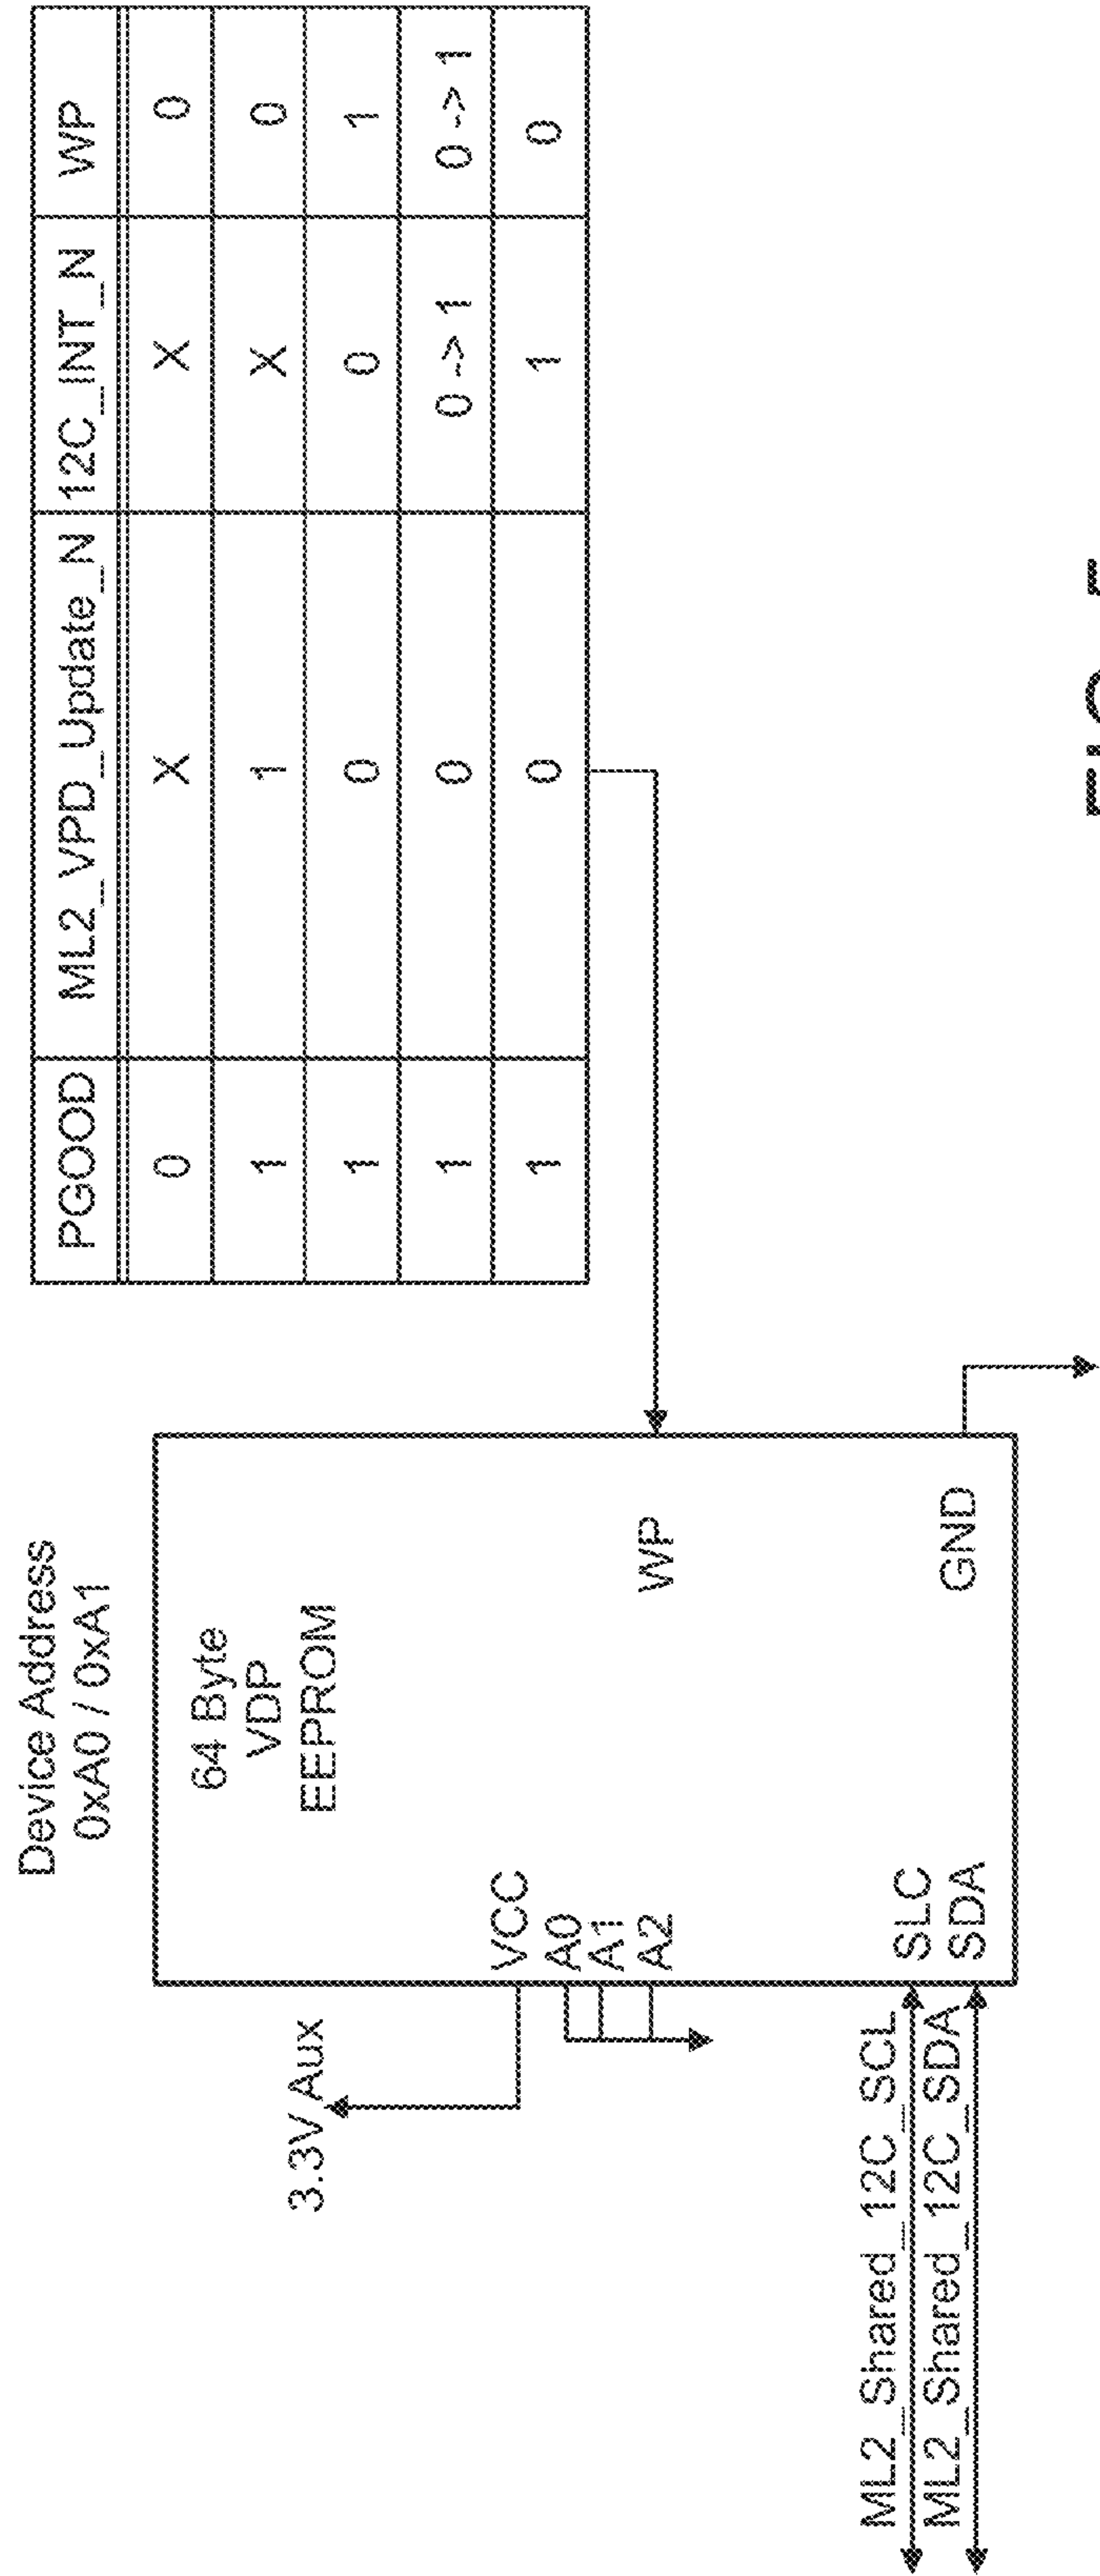 Device Address
0xA0 / 0xA1
64 Byte
VDP
EEPROM
3.3V Aux
VCC
A0
A1
A2
WP
ML2_Shared_12C_SCL
SLC
ML2_Shared_12C_SDA
SDA
GND
PGOOD ML2_VPD_Update_N 12C_INT_N WP
0 X X 0
1 1 X 0
1 0 0 1
1 0 0 -> 1 0 -> 1
1 0 1 0